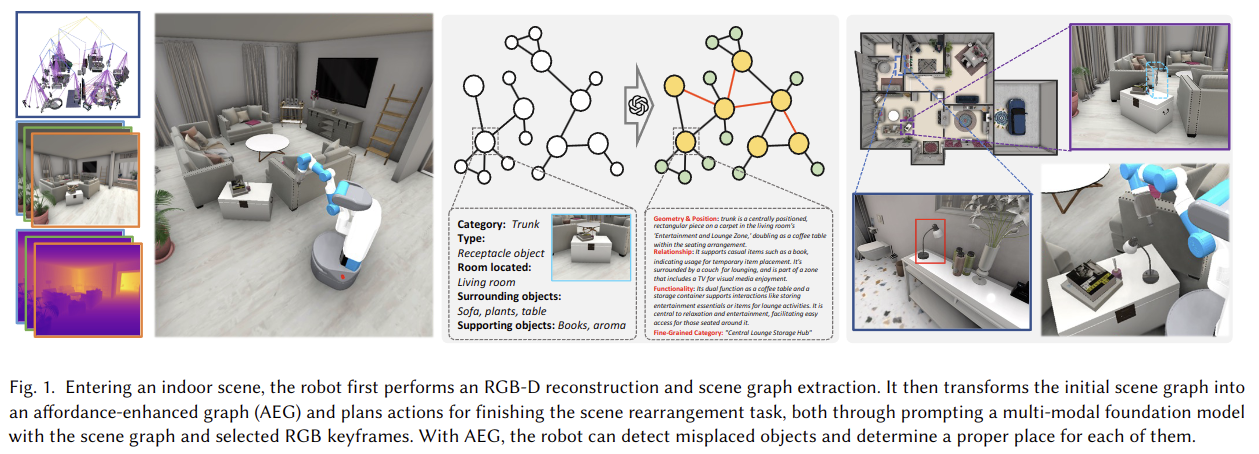 Category: Trunk
Type:
Receptacle object
Room located:
Living room
Surrounding objects:
Sofa, plants, table
Supporting objects: Books, aroma
Geometry & Position: trunk is a centrally positioned,
rectangular piece on a carpet in the living room's
'Entertainment and Lounge Zone,' doubling as a coffee table
within the seating arrangement.
Relationship: It supports casual items such as a book,
indicating usage for temporary item placement. It's
surrounded by a couch for lounging, and is part of a zone
that includes a TV for visual media enjoyment.
Functionality: Its dual function as a coffee table and a
storage container supports interactions like storing
entertainment essentials or items for lounge activities. It is
central to relaxation and entertainment, facilitating easy
access for those seated around it.
Fine-Grained Category: "Central Lounge Storage Hub"
Fig. 1. Entering an indoor scene, the robot first performs an RGB-D reconstruction and scene graph extraction. It then transforms the initial scene graph into
an affordance-enhanced graph (AEG) and plans actions for finishing the scene rearrangement task, both through prompting a multi-modal foundation model
with the scene graph and selected RGB keyframes. With AEG, the robot can detect misplaced objects and determine a proper place for each of them.